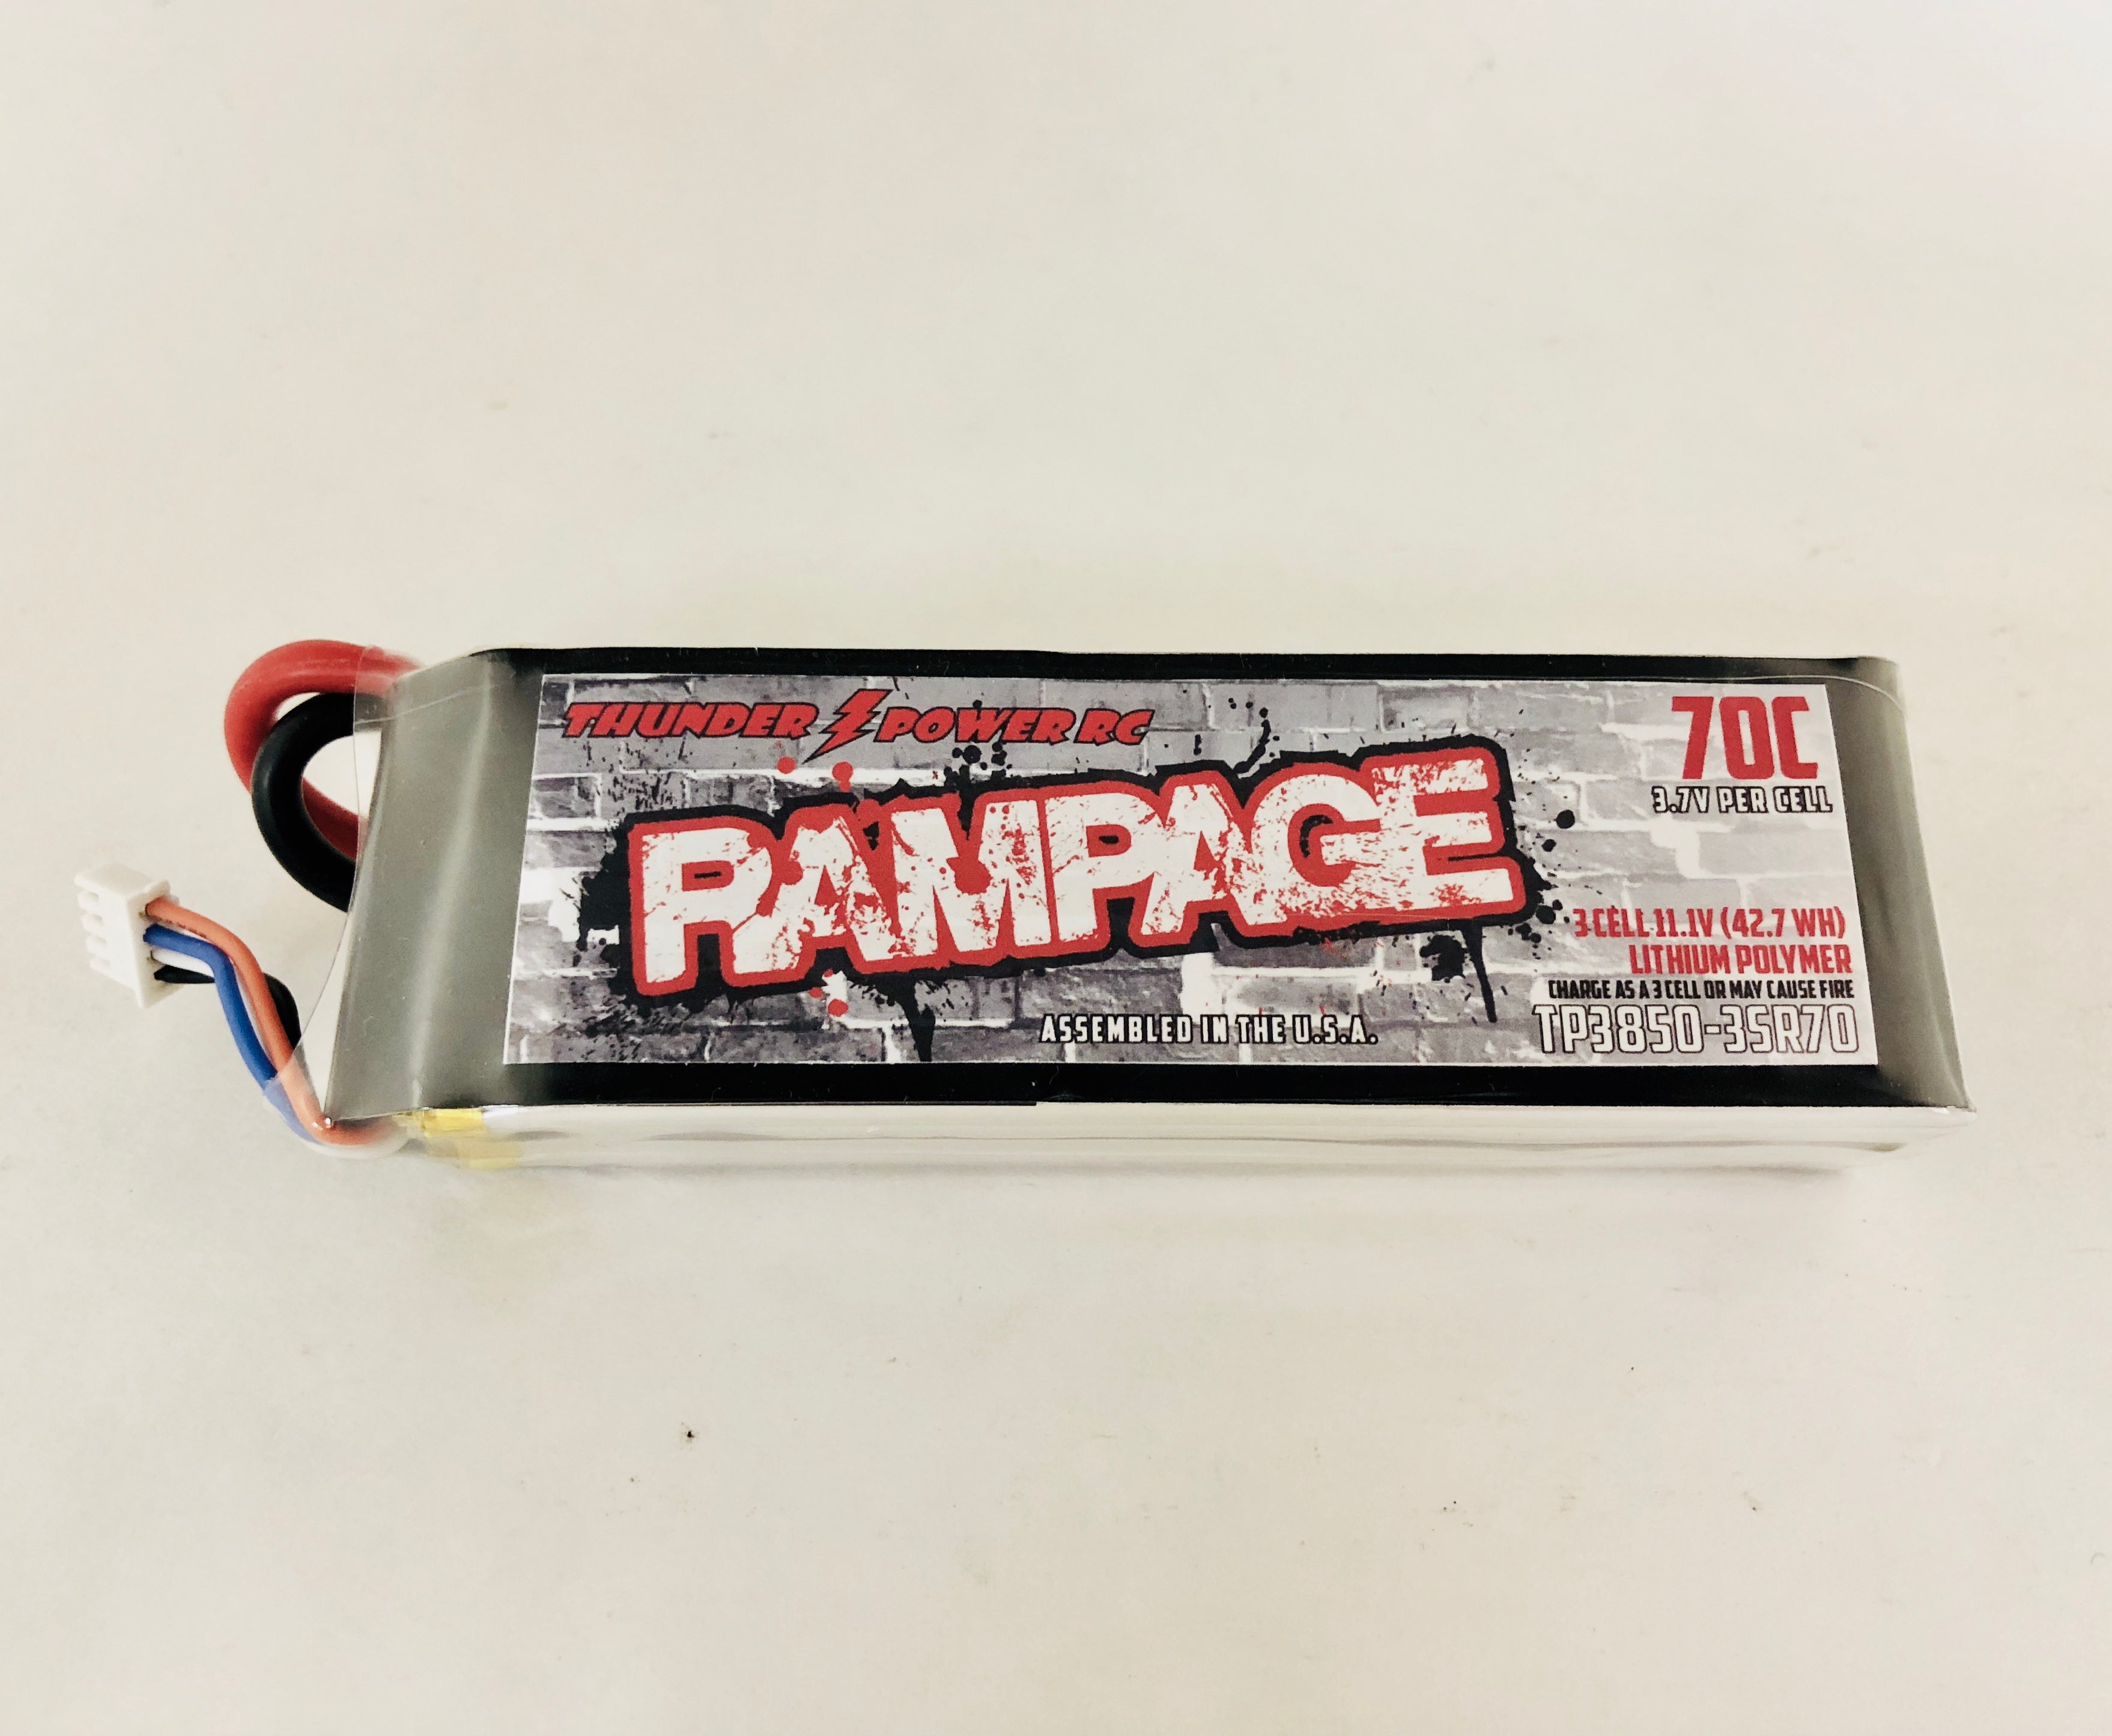 THUNDER POWER RC
RAMPAGE
70C
3.7V PER CELL
3 CELL 11.1V (42.7 WH)
LITHIUM POLYMER
CHARGE AS A 3 CELL OR MAY CAUSE FIRE
TP3850-3SR70
ASSEMBLED IN THE U.S.A.